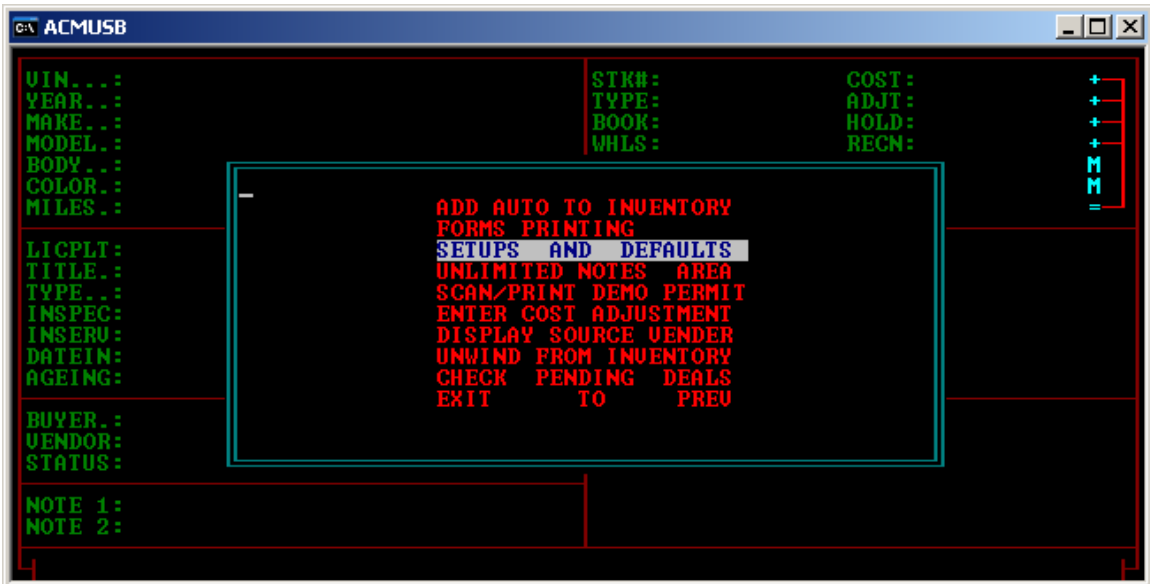 C:\ ACMUSB
VIN...: STK#: COST: +
YEAR..: TYPE: ADJT: +
MAKE..: BOOK: HOLD: +
MODEL.: WHLS: RECN: +
BODY..: M
COLOR.: M
MILES.: =
ADD AUTO TO INVENTORY
FORMS PRINTING
SETUPS AND DEFAULTS
UNLIMITED NOTES AREA
SCAN/PRINT DEMO PERMIT
ENTER COST ADJUSTMENT
DISPLAY SOURCE VENDER
UNWIND FROM INVENTORY
CHECK PENDING DEALS
EXIT TO PREV
LICPLT:
TITLE.:
TYPE..:
INSPEC:
INSERV:
DATEIN:
AGEING:
BUYER.:
VENDOR:
STATUS:
NOTE 1:
NOTE 2: